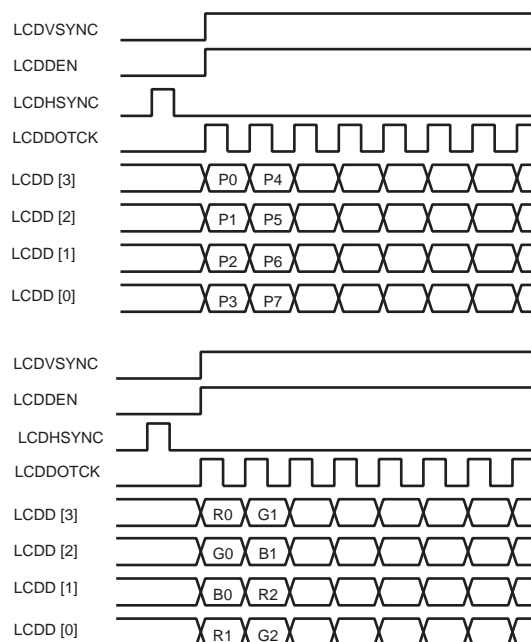 LCDVSYNC
LCDDEN
LCDHSYNC
LCDDOTCK
LCDD [3] P0 P4
LCDD [2] P1 P5
LCDD [1] P2 P6
LCDD [0] P3 P7
LCDVSYNC
LCDDEN
LCDHSYNC
LCDDOTCK
LCDD [3] R0 G1
LCDD [2] G0 B1
LCDD [1] B0 R2
LCDD [0] R1 G2